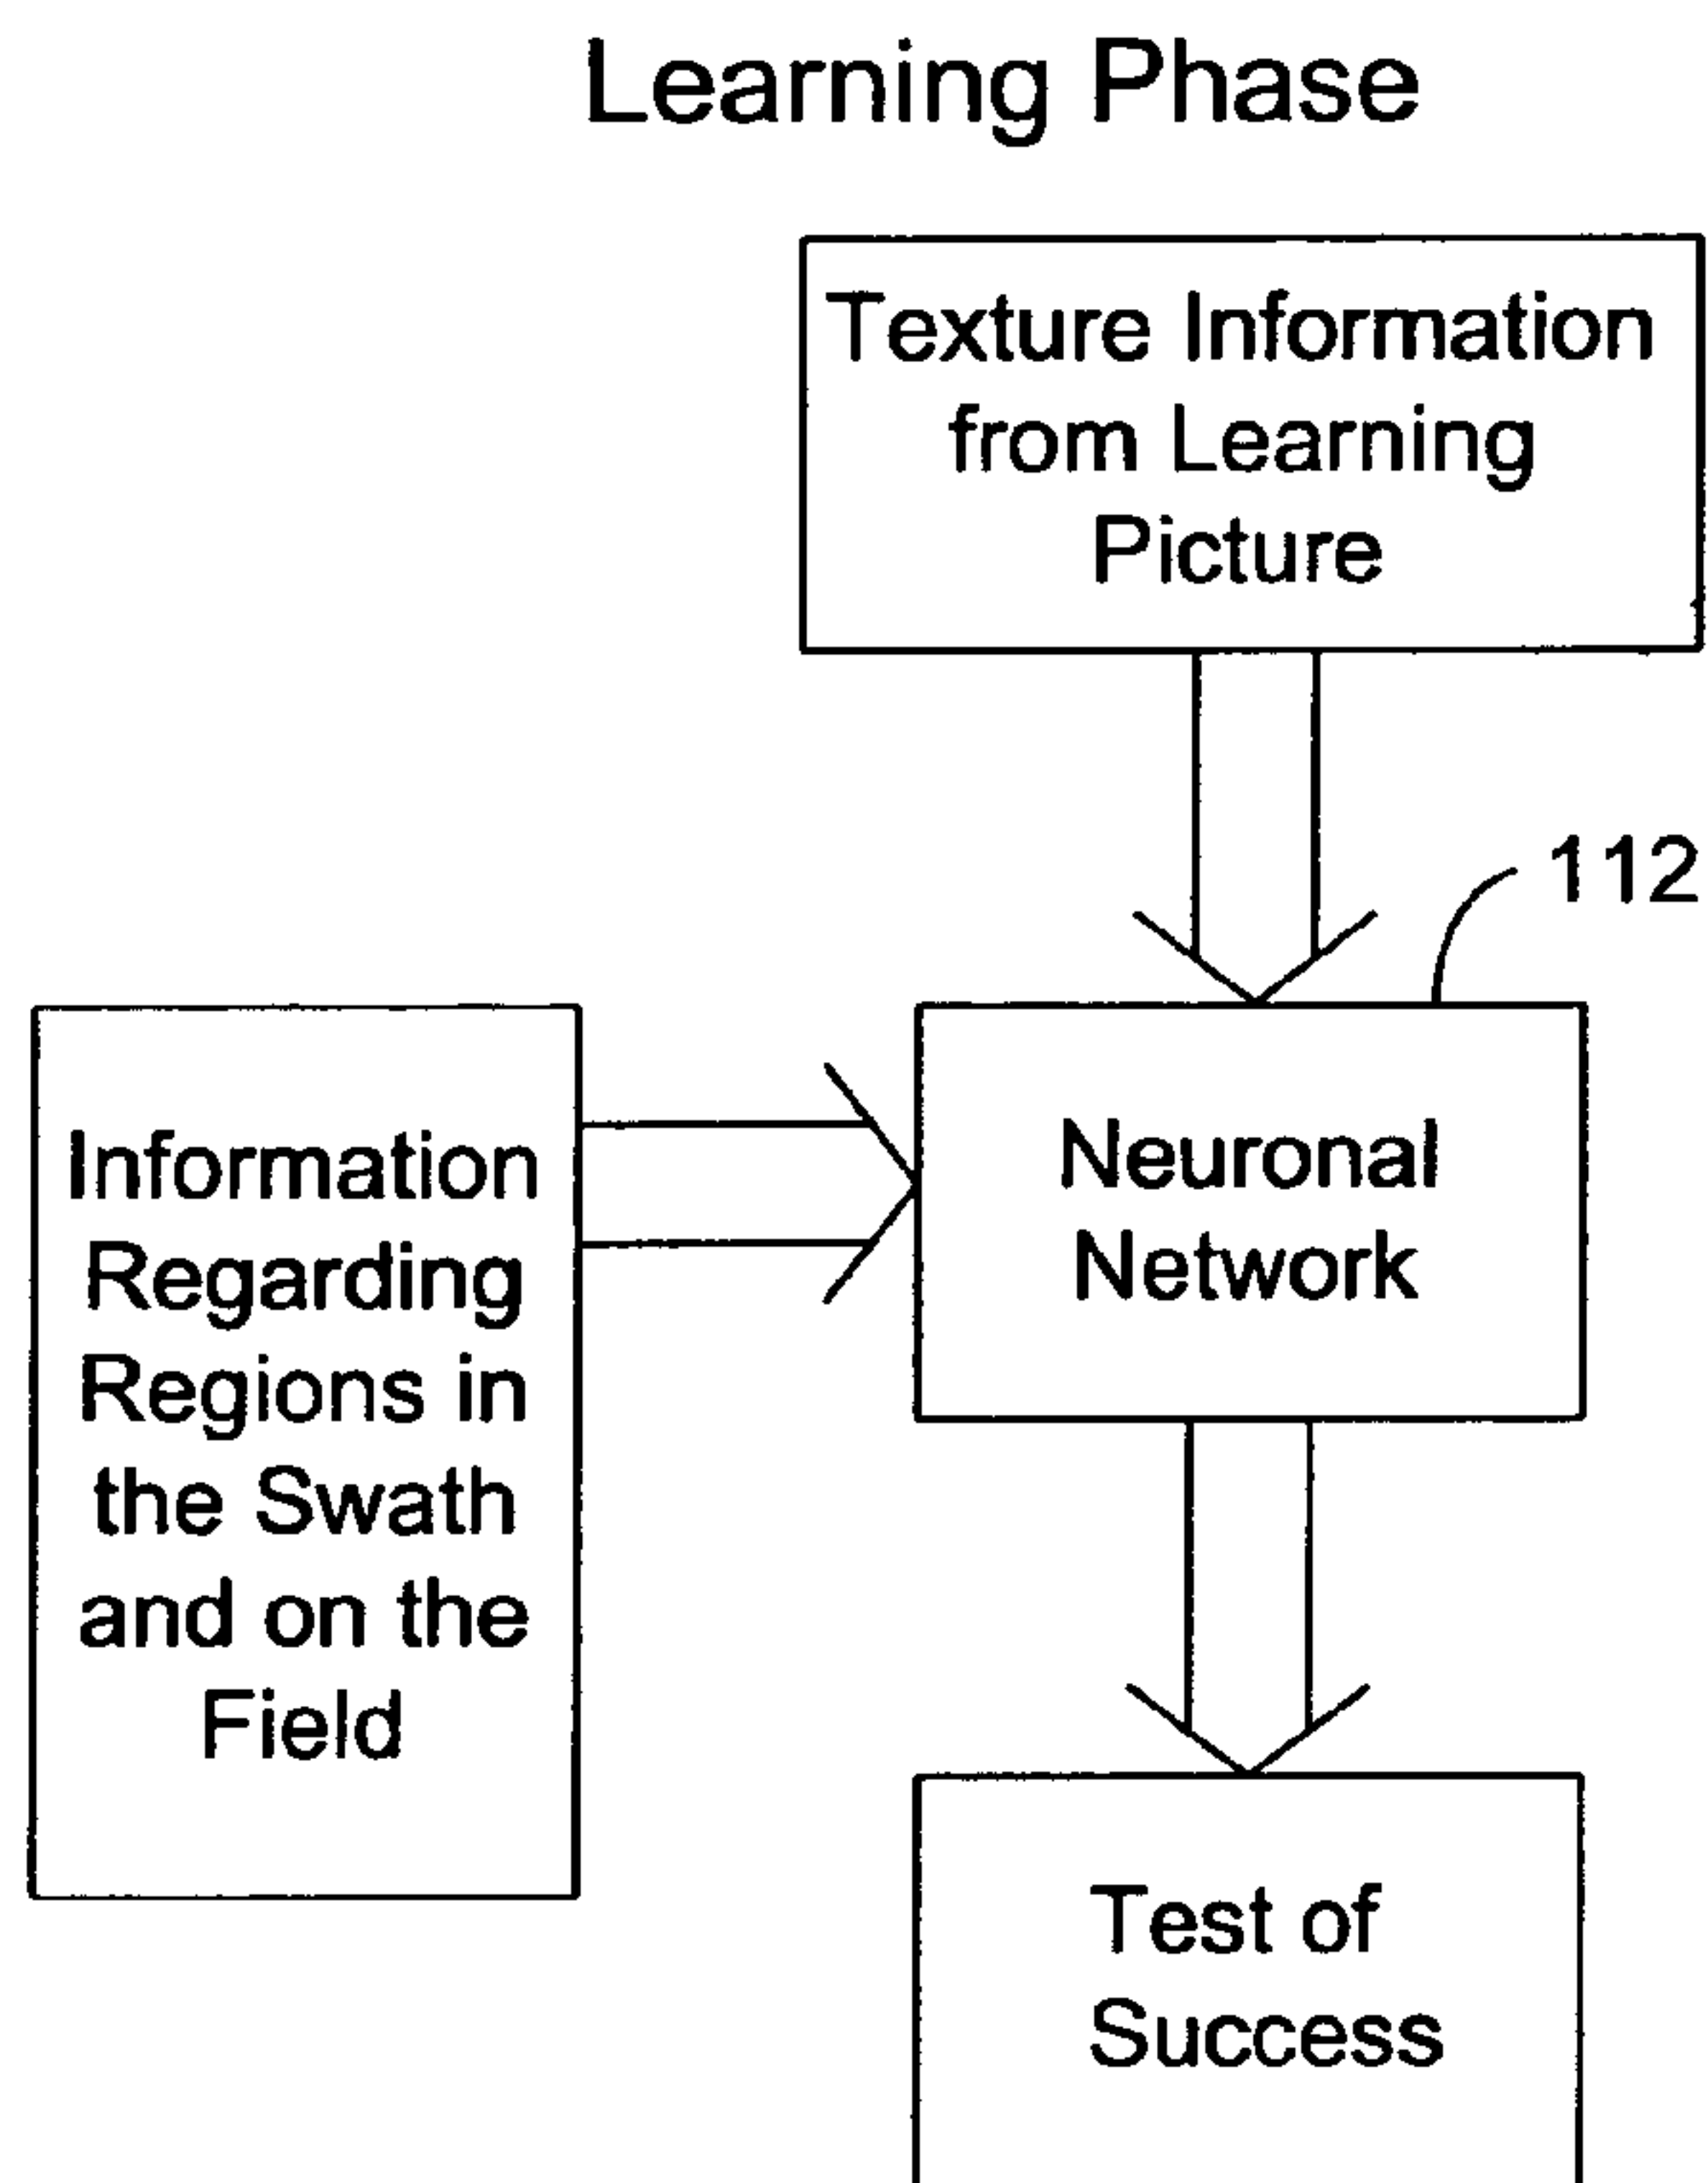 Learning Phase
Texture Information
from Learning
Picture
112
Information
Regarding
Regions in
the Swath
and on the
Field
Neuronal
Network
Test of
Success